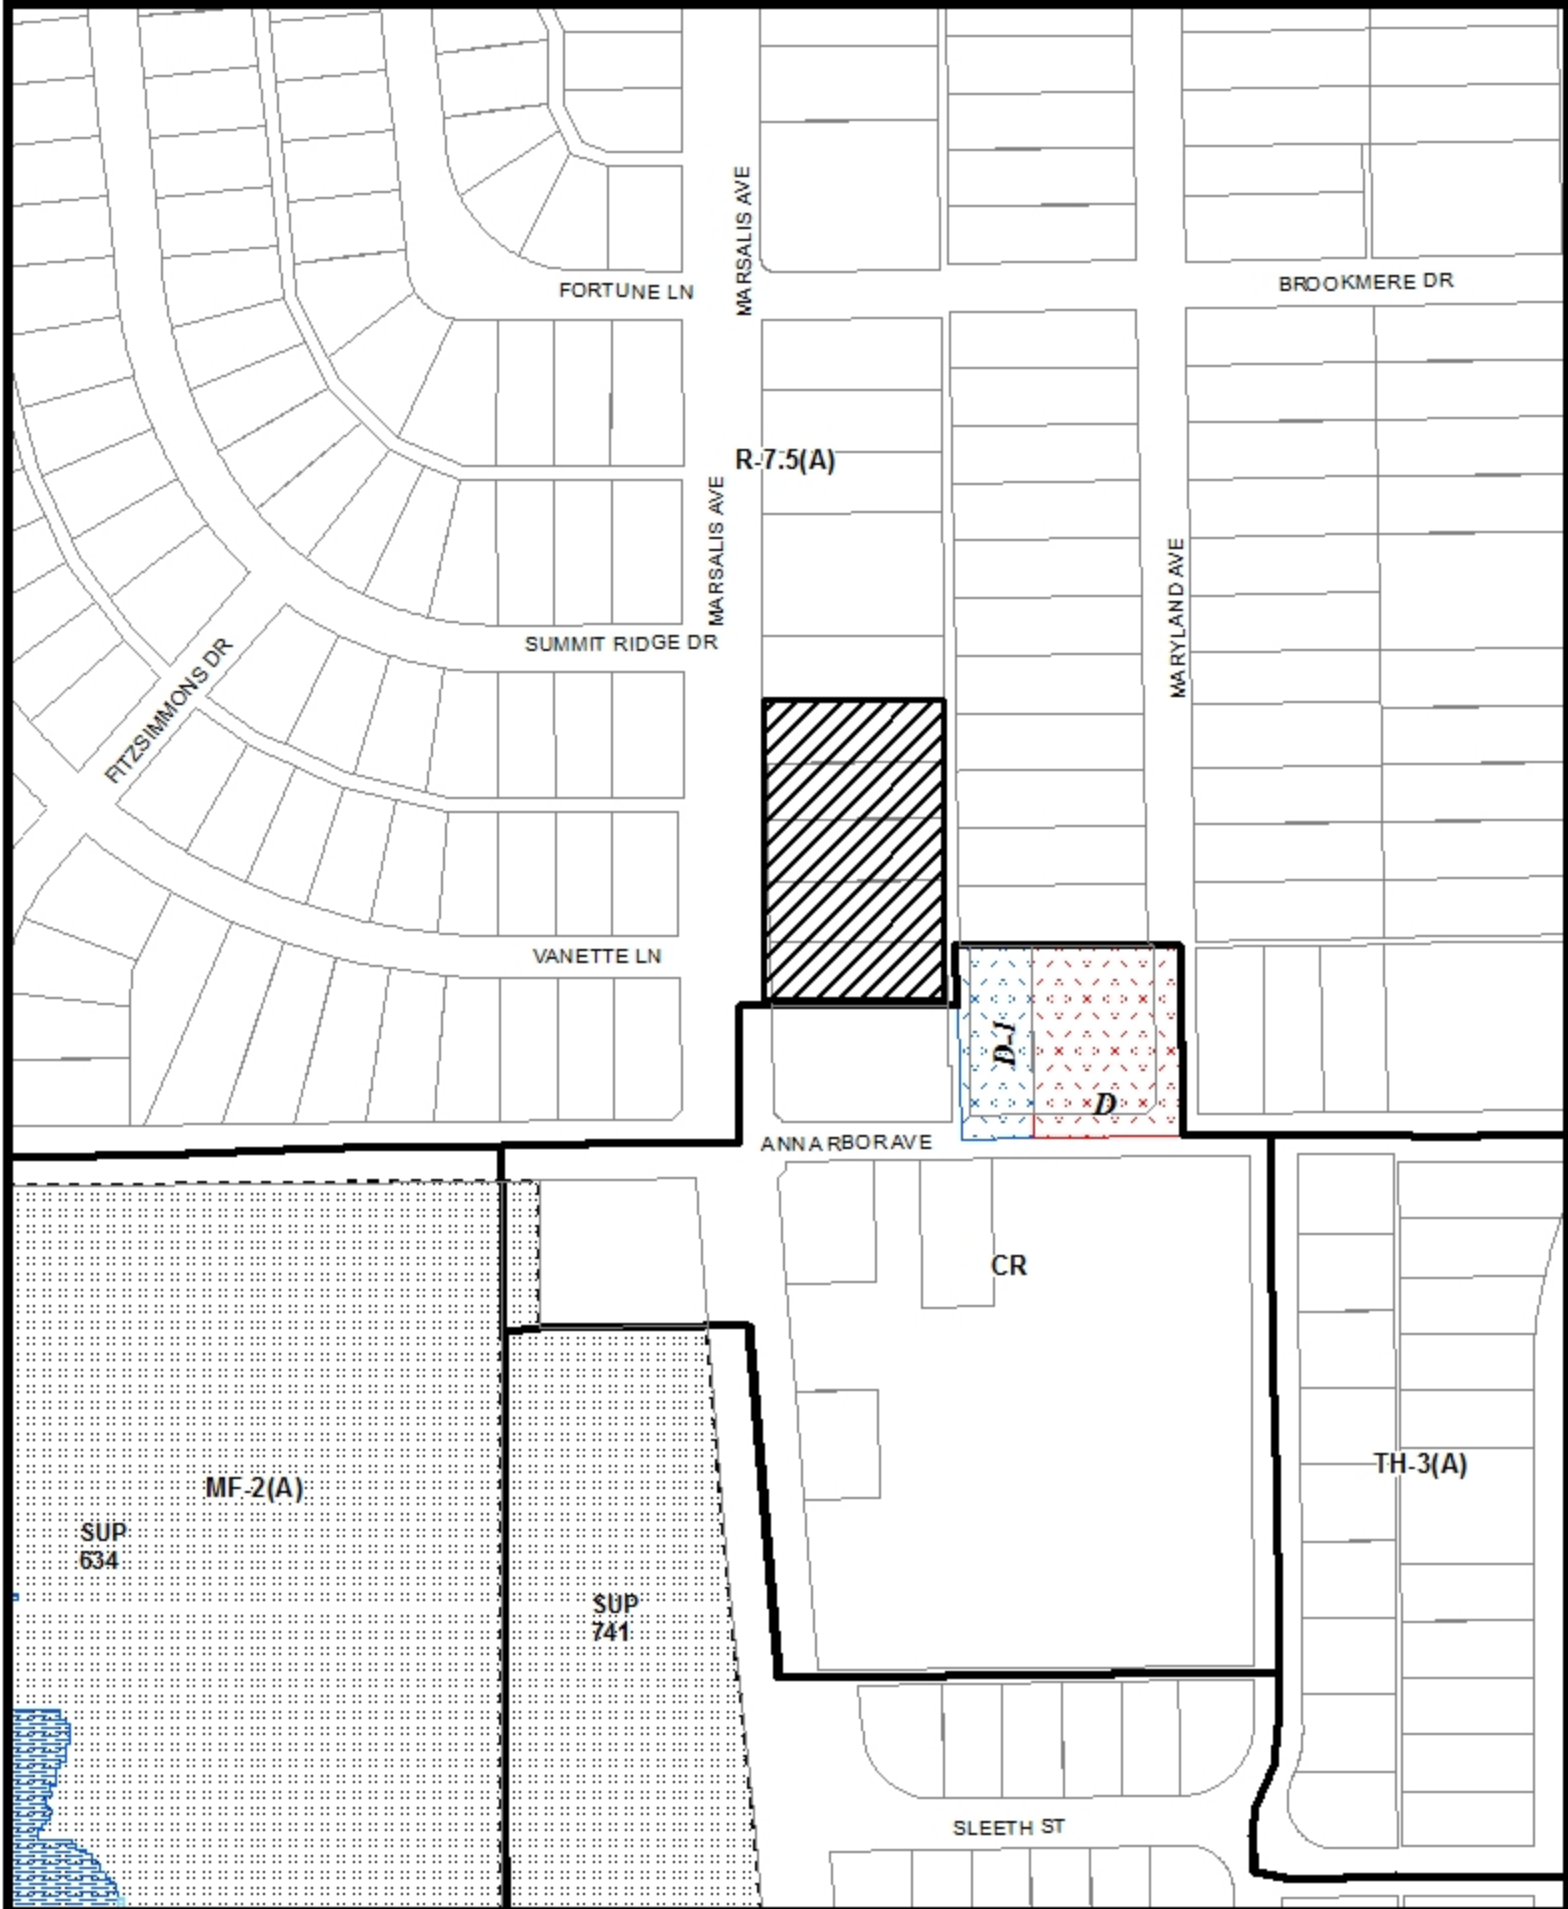 MARSALIS AVE
FORTUNE LN
BROOKMERE DR
R-7.5(A)
MARSALIS AVE
MARYLAND AVE
SUMMIT RIDGE DR
FITZSIMMONS DR
VANETTE LN
D-1
D
ANN ARBOR AVE
CR
TH-3(A)
MF-2(A)
SUP
634
SUP
741
SLEETH ST